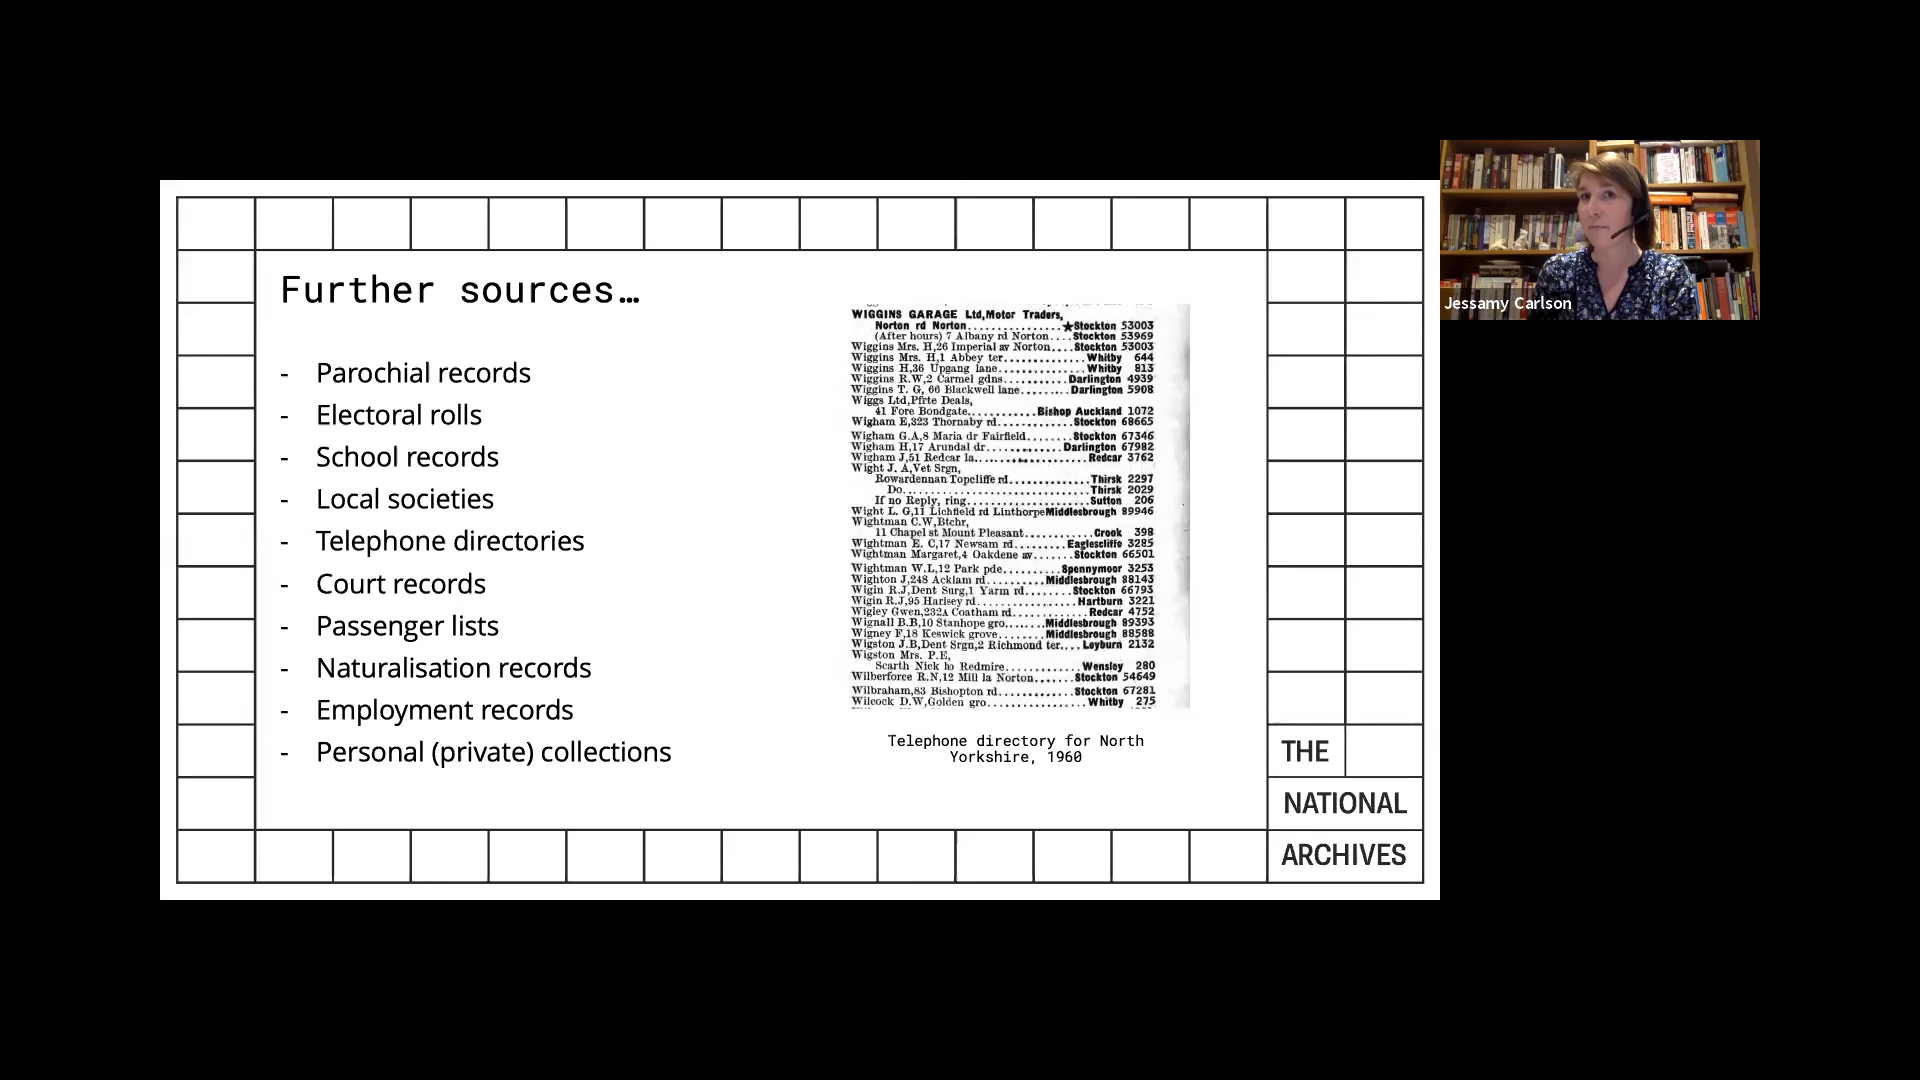 Further sources…
- Parochial records
- Electoral rolls
- School records
- Local societies
- Telephone directories
- Court records
- Passenger lists
- Naturalisation records
- Employment records
- Personal (private) collections
WIGGINS GARAGE Ltd,Motor Traders,
Norton rd Norton.............★Stockton 53003
(After hours) 7 Albany rd Norton....Stockton 53969
Wiggins Mrs. H,26 Imperial av Norton....Stockton 53003
Wiggins Mrs. H,1 Abbey ter..............Whitby 644
Wiggins H,36 Upgang lane...............Whitby 813
Wiggins R.W,2 Carmel gdns...........Darlington 4939
Wiggins T. G, 66 Blackwell lane.........Darlington 5908
Wiggs Ltd,Pfrte Deals,
41 Fore Bondgate...........Bishop Auckland 1072
Wigham E,323 Thornaby rd.............Stockton 68665
Wigham G.A,8 Maria dr Fairfield........Stockton 67346
Wigham H,17 Arundal dr.............Darlington 67982
Wigham J,51 Redcar la....................Redcar 3762
Wight J. A,Vet Srgn,
Rowardennan Topcliffe rd...............Thirsk 2297
Do..................................Thirsk 2029
If no Reply, ring.....................Sutton 206
Wight L. G,11 Lichfield rd LinthorpeMiddlesbrough 89946
Wightman C.W,Btchr,
11 Chapel st Mount Pleasant............Crook 398
Wightman E. C,17 Newsam rd.........Eaglescliffe 3285
Wightman Margaret,4 Oakdene av.......Stockton 66501
Wightman W.L,12 Park pde..........Spennymoor 3253
Wighton J,248 Acklam rd..........Middlesbrough 88143
Wigin R.J,Dent Surg,1 Yarm rd.........Stockton 66793
Wigin R.J,95 Harlsey rd................Hartburn 3221
Wigley Gwen,232A Coatham rd............Redcar 4752
Wignall B.B,10 Stanhope gro.......Middlesbrough 89393
Wigney F,18 Keswick grove.......Middlesbrough 88588
Wigston J.B,Dent Srgn,2 Richmond ter....Leyburn 2132
Wigston Mrs. P.E,
Scarth Nick ho Redmire............Wensley 280
Wilberforce R.N,12 Mill la Norton.......Stockton 54649
Wilbraham,83 Bishopton rd.............Stockton 67281
Wilcock D.W,Golden gro.................Whitby 275
Telephone directory for North
Yorkshire, 1960
THE
NATIONAL
ARCHIVES
Jessamy Carlson